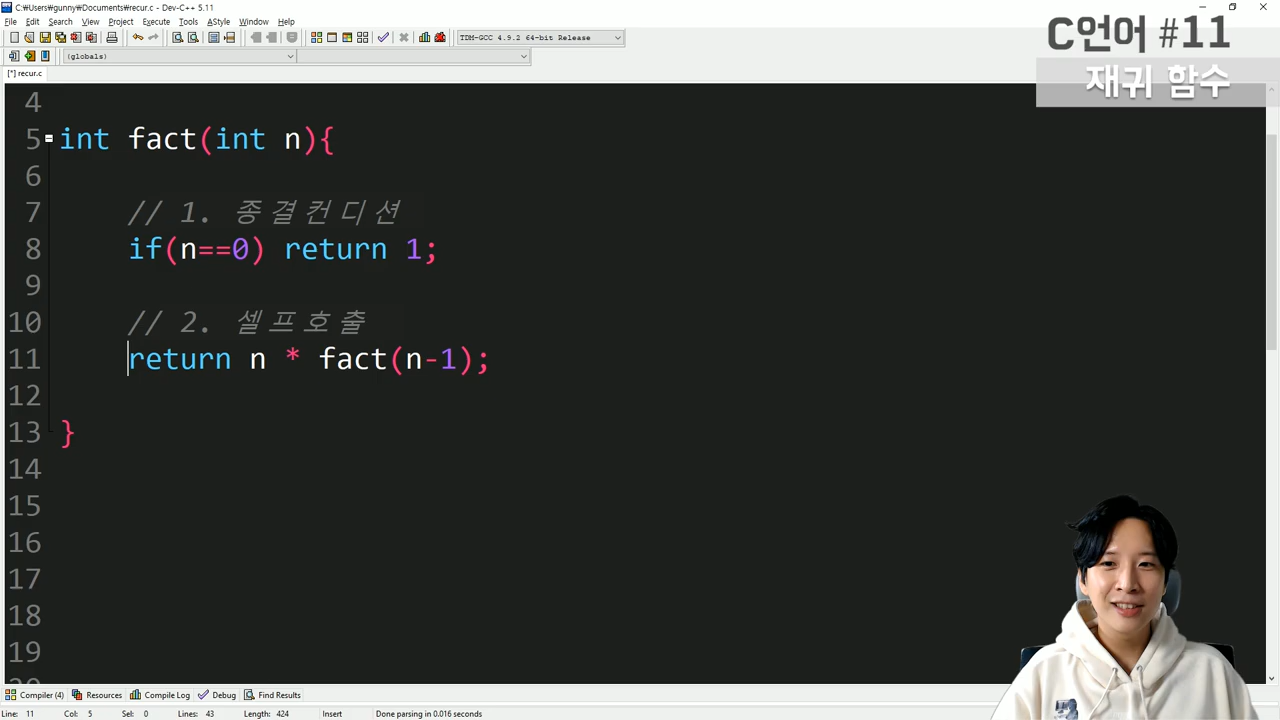 C:\Users\gunny\Documents\recur.c - Dev-C++ 5.11
File Edit Search View Project Execute Tools AStyle Window Help
TDM-GCC 4.9.2 64-bit Release
(globals)
[*] recur.c
C언어 #11
재귀 함수
4
5 int fact(int n){
6
7 // 1. 종결컨디션
8 if(n==0) return 1;
9
10 // 2. 셀프호출
11 return n * fact(n-1);
12
13 }
14
15
16
17
18
19
Compiler (4) Resources Compile Log Debug Find Results
Line: 11 Col: 5 Sel: 0 Lines: 43 Length: 424 Insert Done parsing in 0.016 seconds